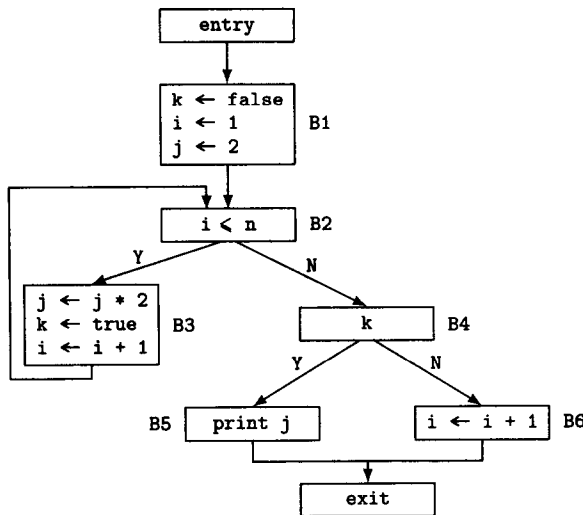 entry
k ← false
i ← 1
j ← 2
B1
i ⩽ n
B2
Y
N
j ← j * 2
k ← true
i ← i + 1
B3
k
B4
Y
N
B5
print j
i ← i + 1
B6
exit